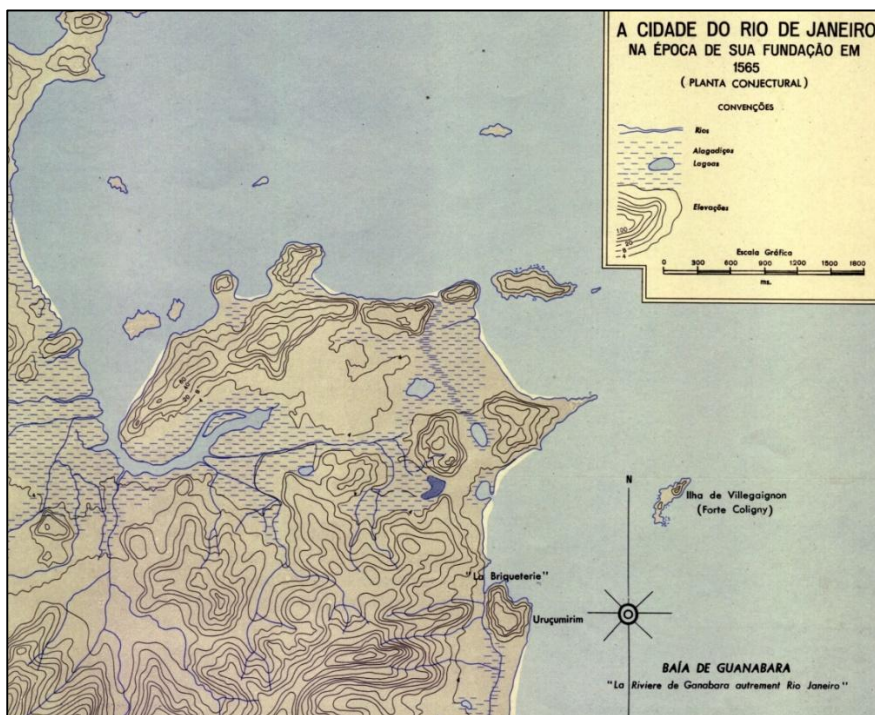 A CIDADE DO RIO DE JANEIRO
NA ÉPOCA DE SUA FUNDAÇÃO EM
1565
( PLANTA CONJECTURAL )
CONVENÇÕES
Rios
Alagadiços
Lagoas
Elevações
100
Escala Gráfica
0 300 600 900 1200 1500 1800
ms.
N
Ilha de Villegaignon
(Forte Coligny)
"La Briqueterie"
Uruçumirim
BAÍA DE GUANABARA
"La Riviere de Ganabara autrement Rio Janeiro"